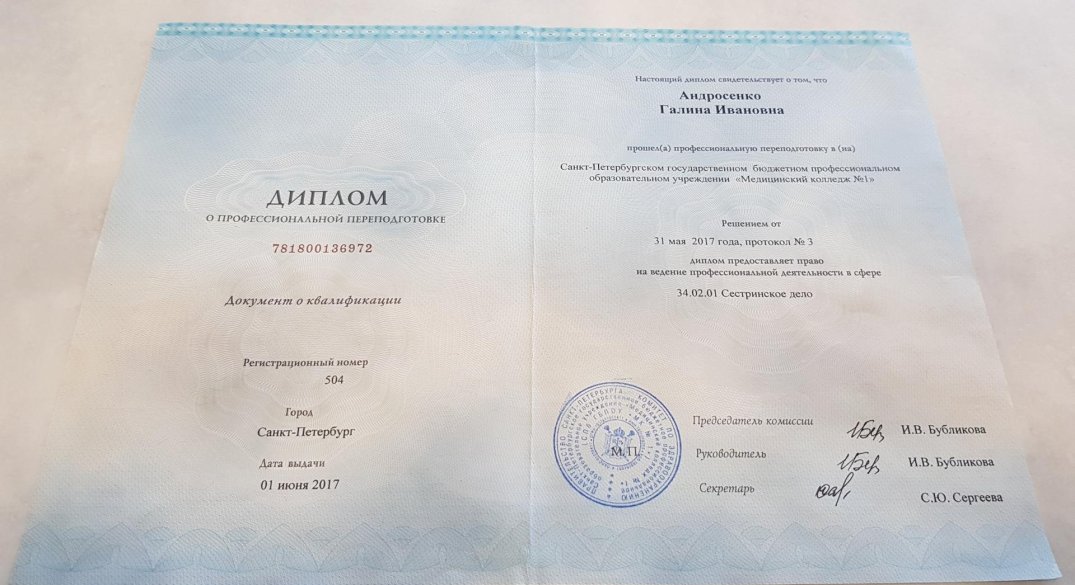 ДИПЛОМ
О ПРОФЕССИОНАЛЬНОЙ ПЕРЕПОДГОТОВКЕ
781800136972
Документ о квалификации
Регистрационный номер
504
Город
Санкт-Петербург
Дата выдачи
01 июня 2017
Настоящий диплом свидетельствует о том, что
Андросенко
Галина Ивановна
прошел(а) профессиональную переподготовку в (на)
Санкт-Петербургском государственном бюджетном профессиональном
образовательном учреждении «Медицинский колледж №1»
Решением от
31 мая 2017 года, протокол № 3
диплом предоставляет право
на ведение профессиональной деятельности в сфере
34.02.01 Сестринское дело
Председатель комиссии
И.В. Бубликова
М.П.
Руководитель
И.В. Бубликова
Секретарь
С.Ю. Сергеева